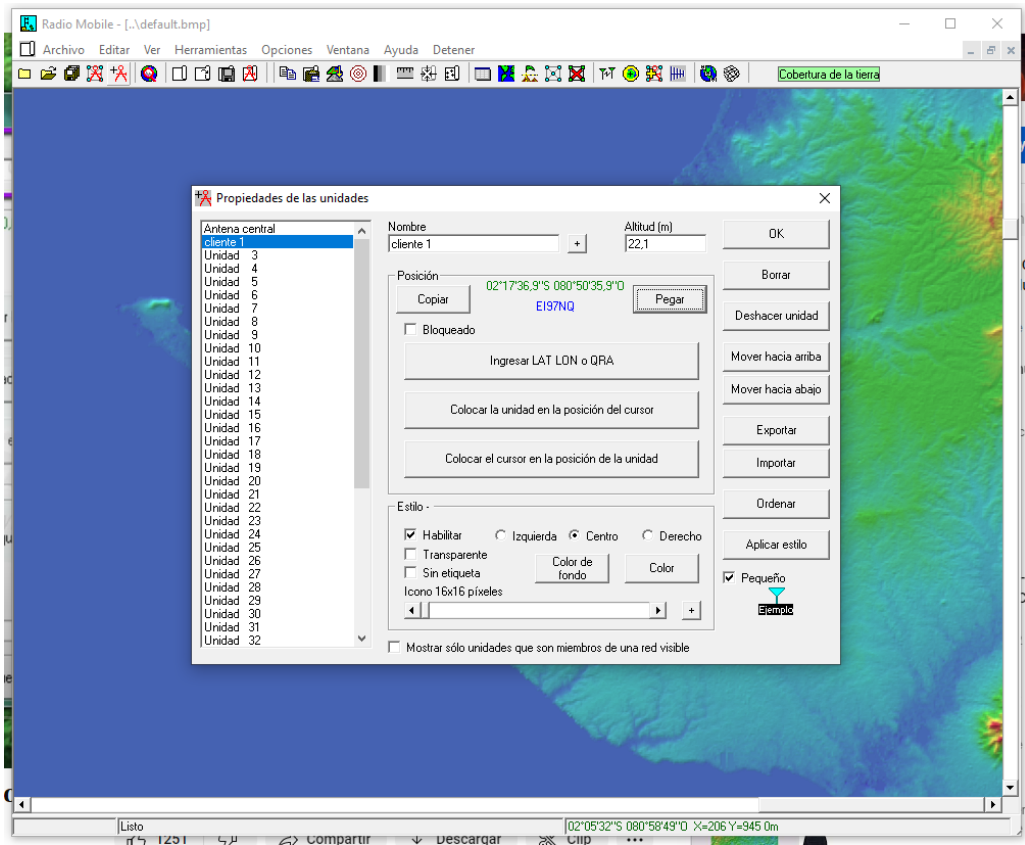 Radio Mobile - [..\default.bmp]
Archivo Editar Ver Herramientas Opciones Ventana Ayuda Detener
Cobertura de la tierra
Propiedades de las unidades
Antena central
cliente 1
Unidad 3
Unidad 4
Unidad 5
Unidad 6
Unidad 7
Unidad 8
Unidad 9
Unidad 10
Unidad 11
Unidad 12
Unidad 13
Unidad 14
Unidad 15
Unidad 16
Unidad 17
Unidad 18
Unidad 19
Unidad 20
Unidad 21
Unidad 22
Unidad 23
Unidad 24
Unidad 25
Unidad 26
Unidad 27
Unidad 28
Unidad 29
Unidad 30
Unidad 31
Unidad 32
Nombre
cliente 1
+
Altitud (m)
22,1
Posición
Copiar
02°17'36,9''S 080°50'35,9''O
EI97NQ
Pegar
Bloqueado
Ingresar LAT LON o QRA
Colocar la unidad en la posición del cursor
Colocar el cursor en la posición de la unidad
Estilo -
Habilitar Izquierda Centro Derecho
Transparente
Sin etiqueta
Color de fondo
Color
Icono 16x16 píxeles
+
Mostrar sólo unidades que son miembros de una red visible
OK
Borrar
Deshacer unidad
Mover hacia arriba
Mover hacia abajo
Exportar
Importar
Ordenar
Aplicar estilo
Pequeño
Ejemplo
Listo
02°05'32''S 080°58'49''O X=206 Y=945 0m
1251 Compartir Descargar Clip ...